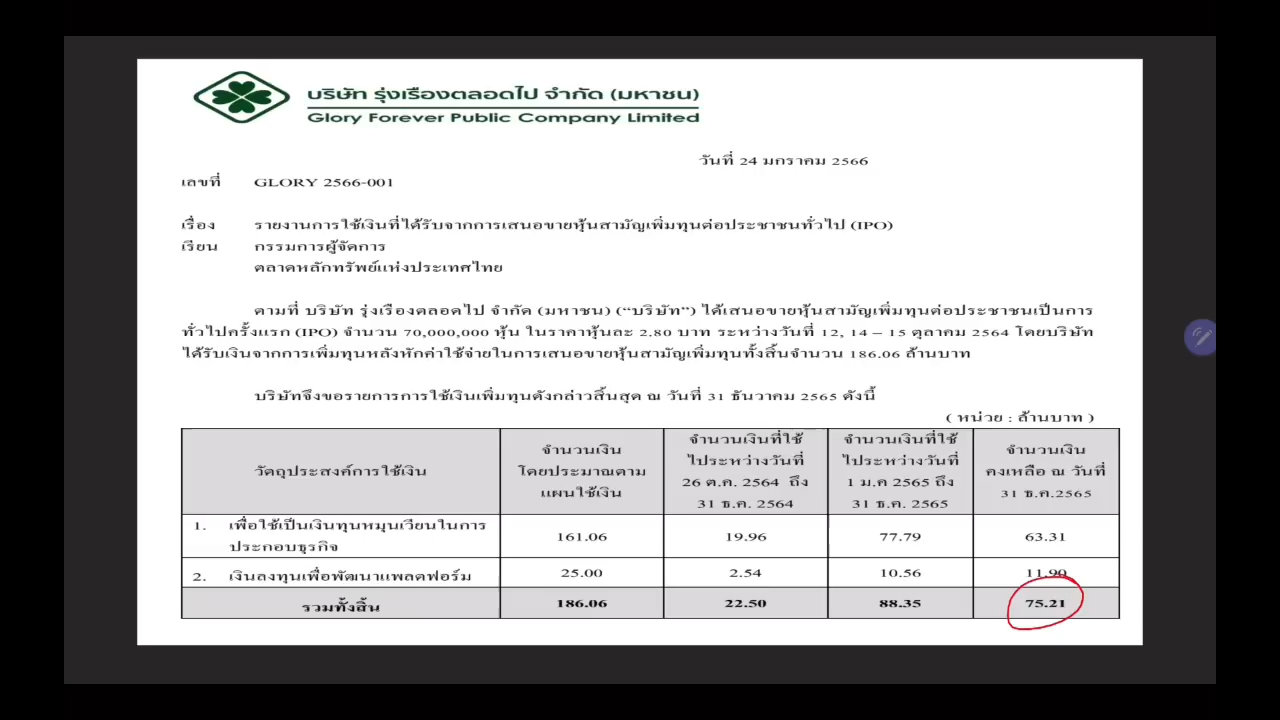 บริษัท รุ่งเรืองตลอดไป จำกัด (มหาชน)
Glory Forever Public Company Limited
วันที่ 24 มกราคม 2566
เลขที่ GLORY 2566-001
เรื่อง รายงานการใช้เงินที่ได้รับจากการเสนอขายหุ้นสามัญเพิ่มทุนต่อประชาชนทั่วไป (IPO)
เรียน กรรมการผู้จัดการ
ตลาดหลักทรัพย์แห่งประเทศไทย
ตามที่ บริษัท รุ่งเรืองตลอดไป จำกัด (มหาชน) (“บริษัท”) ได้เสนอขายหุ้นสามัญเพิ่มทุนต่อประชาชนเป็นการ
ทั่วไปครั้งแรก (IPO) จำนวน 70,000,000 หุ้น ในราคาหุ้นละ 2.80 บาท ระหว่างวันที่ 12, 14 – 15 ตุลาคม 2564 โดยบริษัท
ได้รับเงินจากการเพิ่มทุนหลังหักค่าใช้จ่ายในการเสนอขายหุ้นสามัญเพิ่มทุนทั้งสิ้นจำนวน 186.06 ล้านบาท
บริษัทจึงขอรายการการใช้เงินเพิ่มทุนดังกล่าวสิ้นสุด ณ วันที่ 31 ธันวาคม 2565 ดังนี้
( หน่วย : ล้านบาท )
วัตถุประสงค์การใช้เงิน
จำนวนเงิน
โดยประมาณตาม
แผนใช้เงิน
จำนวนเงินที่ใช้
ไประหว่างวันที่
26 ต.ค. 2564 ถึง
31 ธ.ค. 2564
จำนวนเงินที่ใช้
ไประหว่างวันที่
1 ม.ค 2565 ถึง
31 ธ.ค. 2565
จำนวนเงิน
คงเหลือ ณ วันที่
31 ธ.ค.2565
1. เพื่อใช้เป็นเงินทุนหมุนเวียนในการ
ประกอบธุรกิจ
161.06 19.96 77.79 63.31
2. เงินลงทุนเพื่อพัฒนาแพลตฟอร์ม 25.00 2.54 10.56 11.90
รวมทั้งสิ้น 186.06 22.50 88.35 75.21